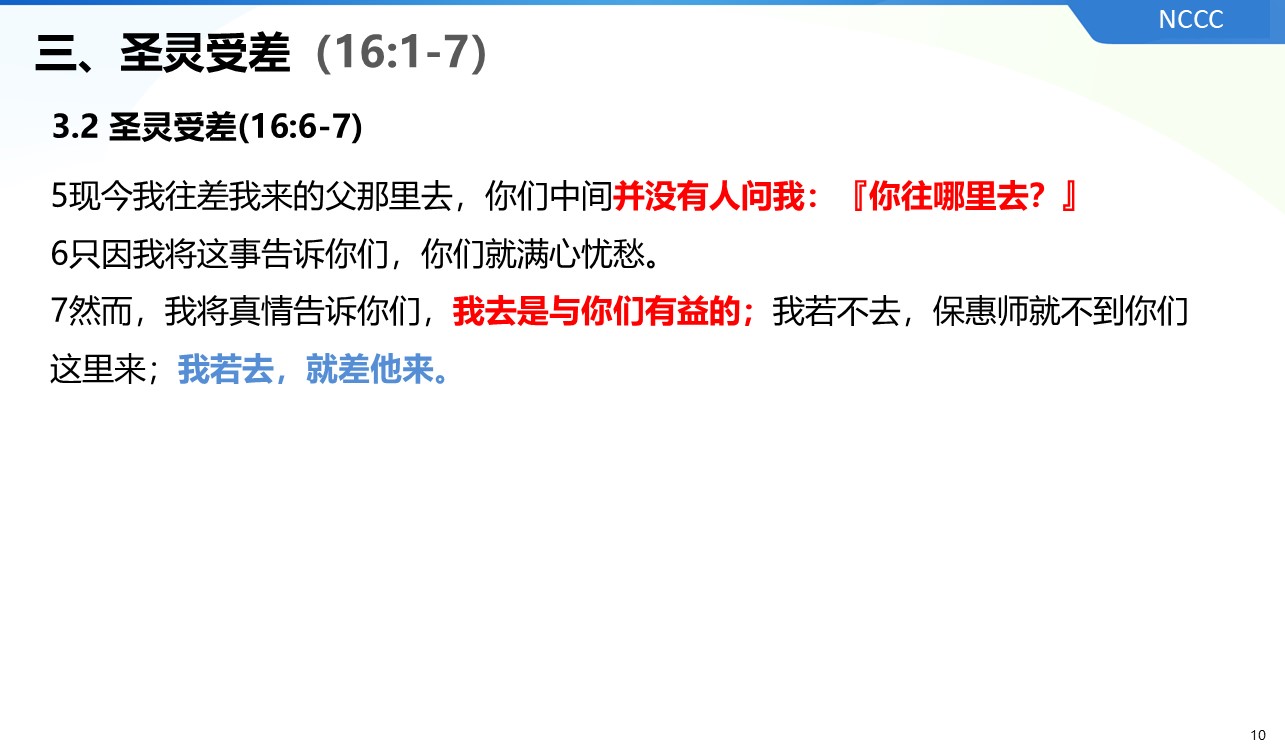 NCCC
三、圣灵受差 (16:1-7)
3.2 圣灵受差(16:6-7)
5现今我往差我来的父那里去，你们中间并没有人问我：『你往哪里去？』
6只因我将这事告诉你们，你们就满心忧愁。
7然而，我将真情告诉你们，我去是与你们有益的；我若不去，保惠师就不到你们
这里来；我若去，就差他来。
10